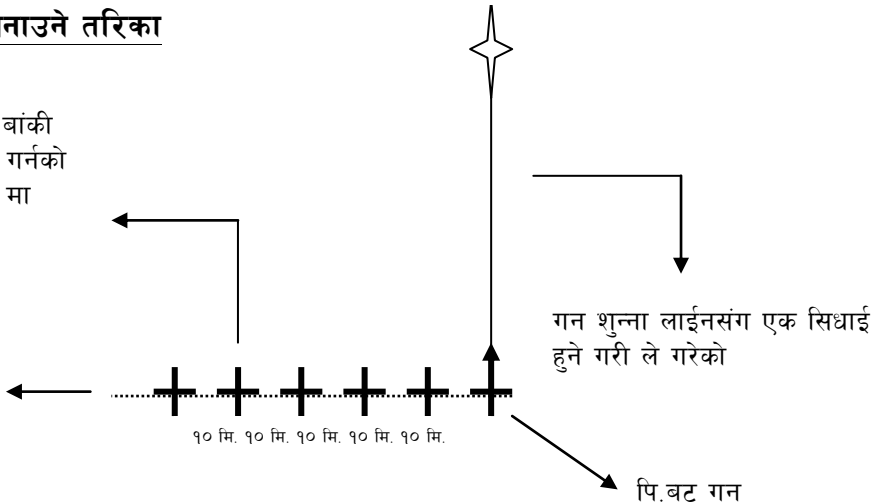 नाउने तरिका
बांकी
गर्नको
मा
गन शुन्ना लाईनसंग एक सिधाई
हुने गरी ले गरेको
१० मि. १० मि. १० मि. १० मि. १० मि.
पि.बट गन